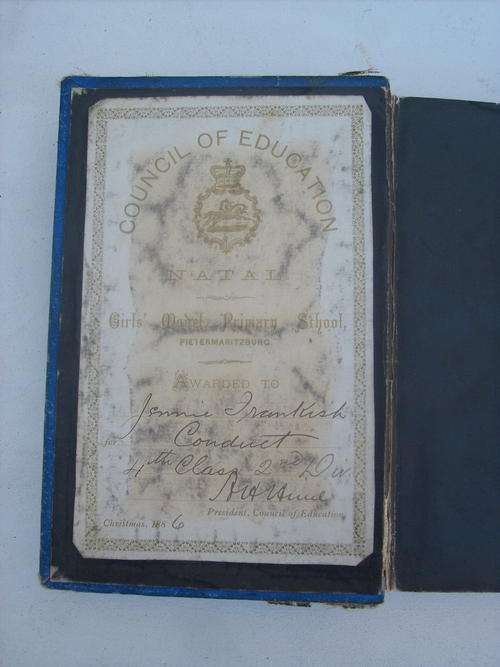 COUNCIL OF EDUCATION
NATAL
Girls' Model Primary School,
PIETERMARITZBURG
AWARDED TO
Jennie Frankish
for Conduct
4th Class 2nd Div.
President, Council of Education.
Christmas, 1886